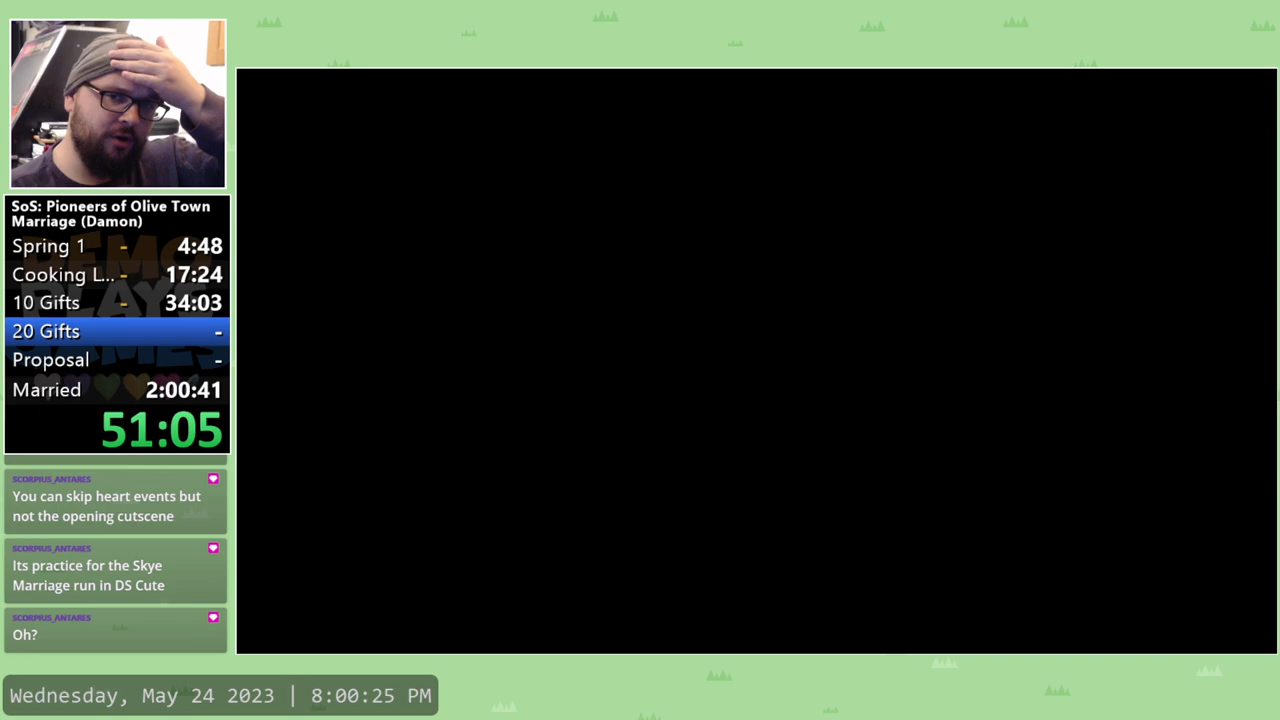 SoS: Pioneers of Olive Town
Marriage (Damon)
Spring 1 - 4:48
Cooking L... - 17:24
10 Gifts - 34:03
20 Gifts -
Proposal -
Married 2:00:41
51:05
SCORPIUS_ANTARES
You can skip heart events but
not the opening cutscene
SCORPIUS_ANTARES
Its practice for the Skye
Marriage run in DS Cute
SCORPIUS_ANTARES
Oh?
Wednesday, May 24 2023 | 8:00:25 PM